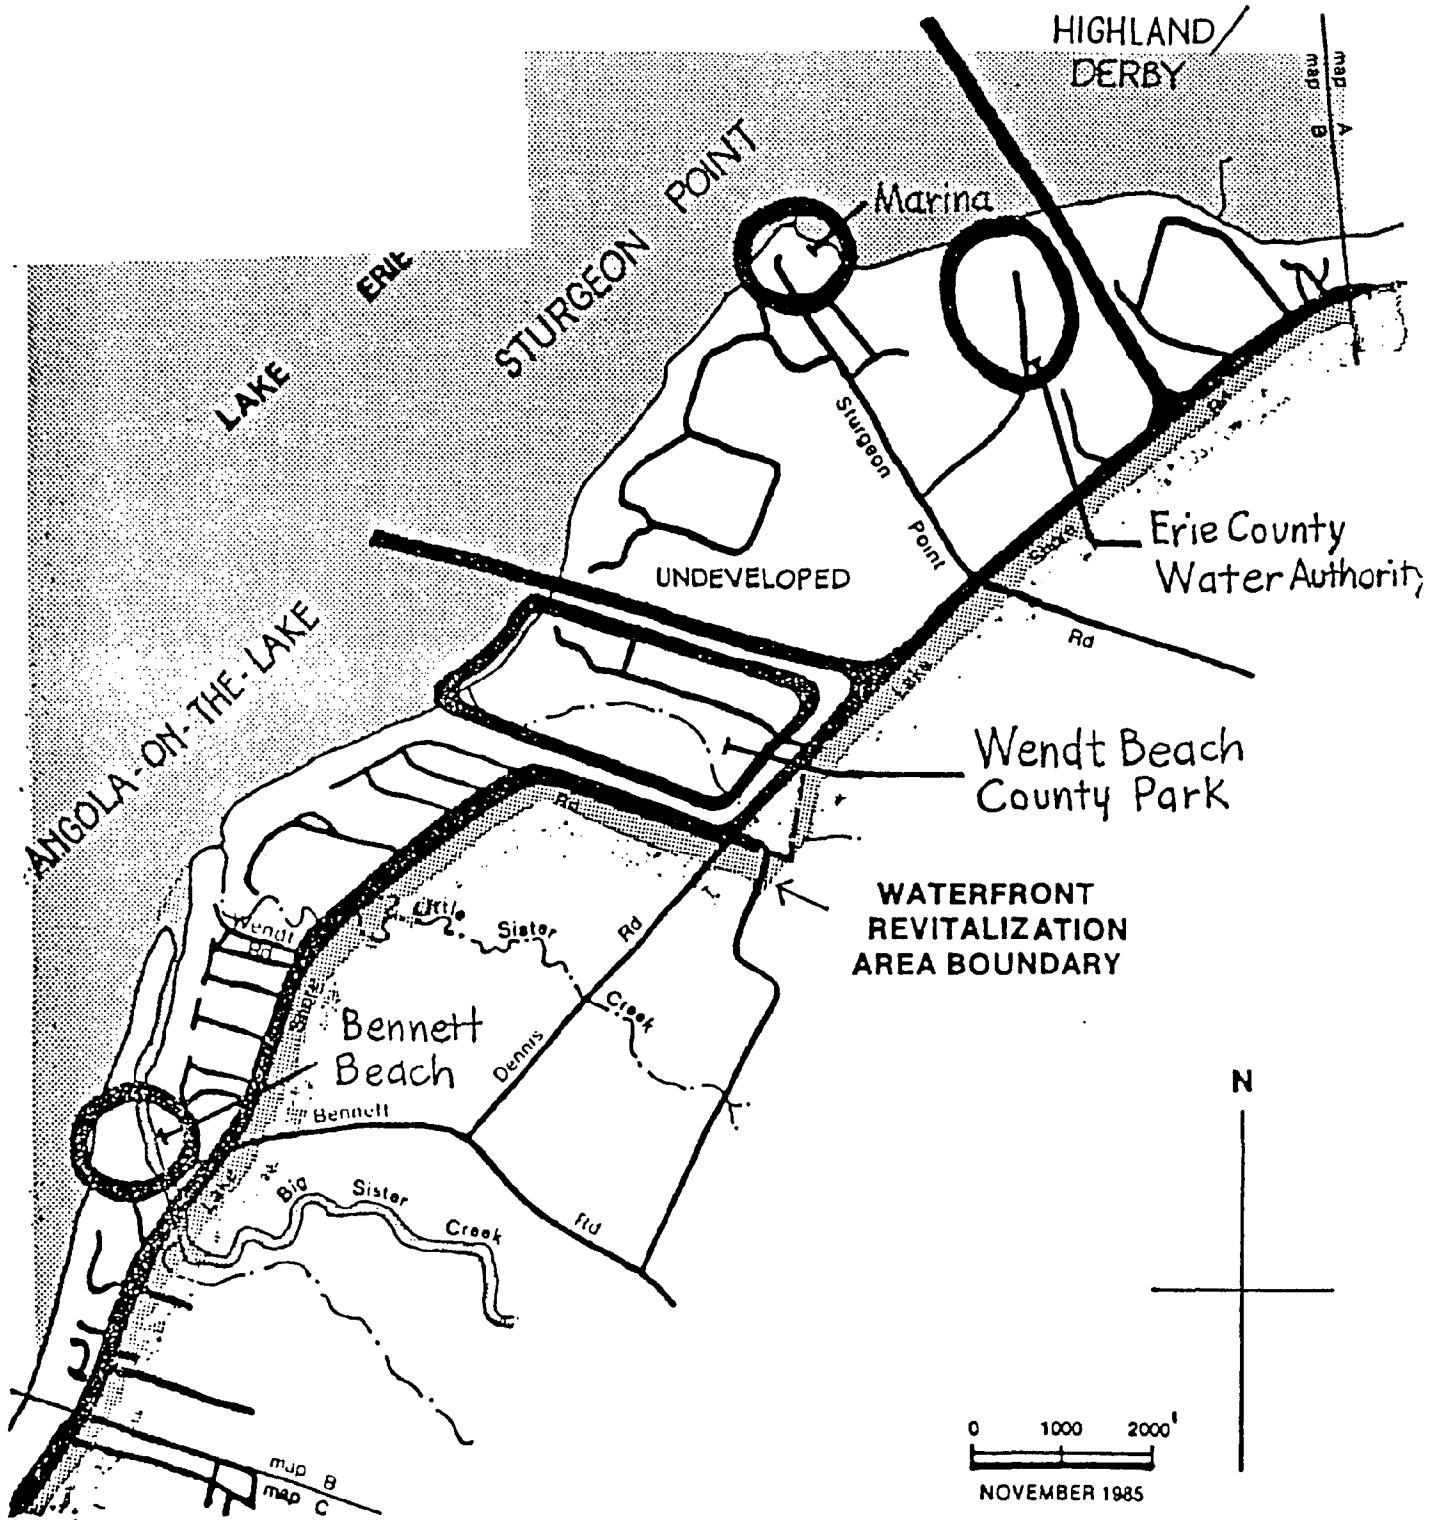 HIGHLAND/
DERBY
map A
map B
STURGEON POINT
Marina
LAKE ERIE
Sturgeon
Point
Rd
Shore
Rd
Erie County
Water Authority
UNDEVELOPED
Lake
ANGOLA-ON-THE-LAKE
Wendt Beach
County Park
Rd
WATERFRONT
REVITALIZATION
AREA BOUNDARY
Little
Sister
Creek
Wendt
Rd
Rd
Dennis
Shore
Bennett
Beach
Bennett
Rd
Lake
Big
Sister
Creek
N
0 1000 2000'
NOVEMBER 1985
map B
map C